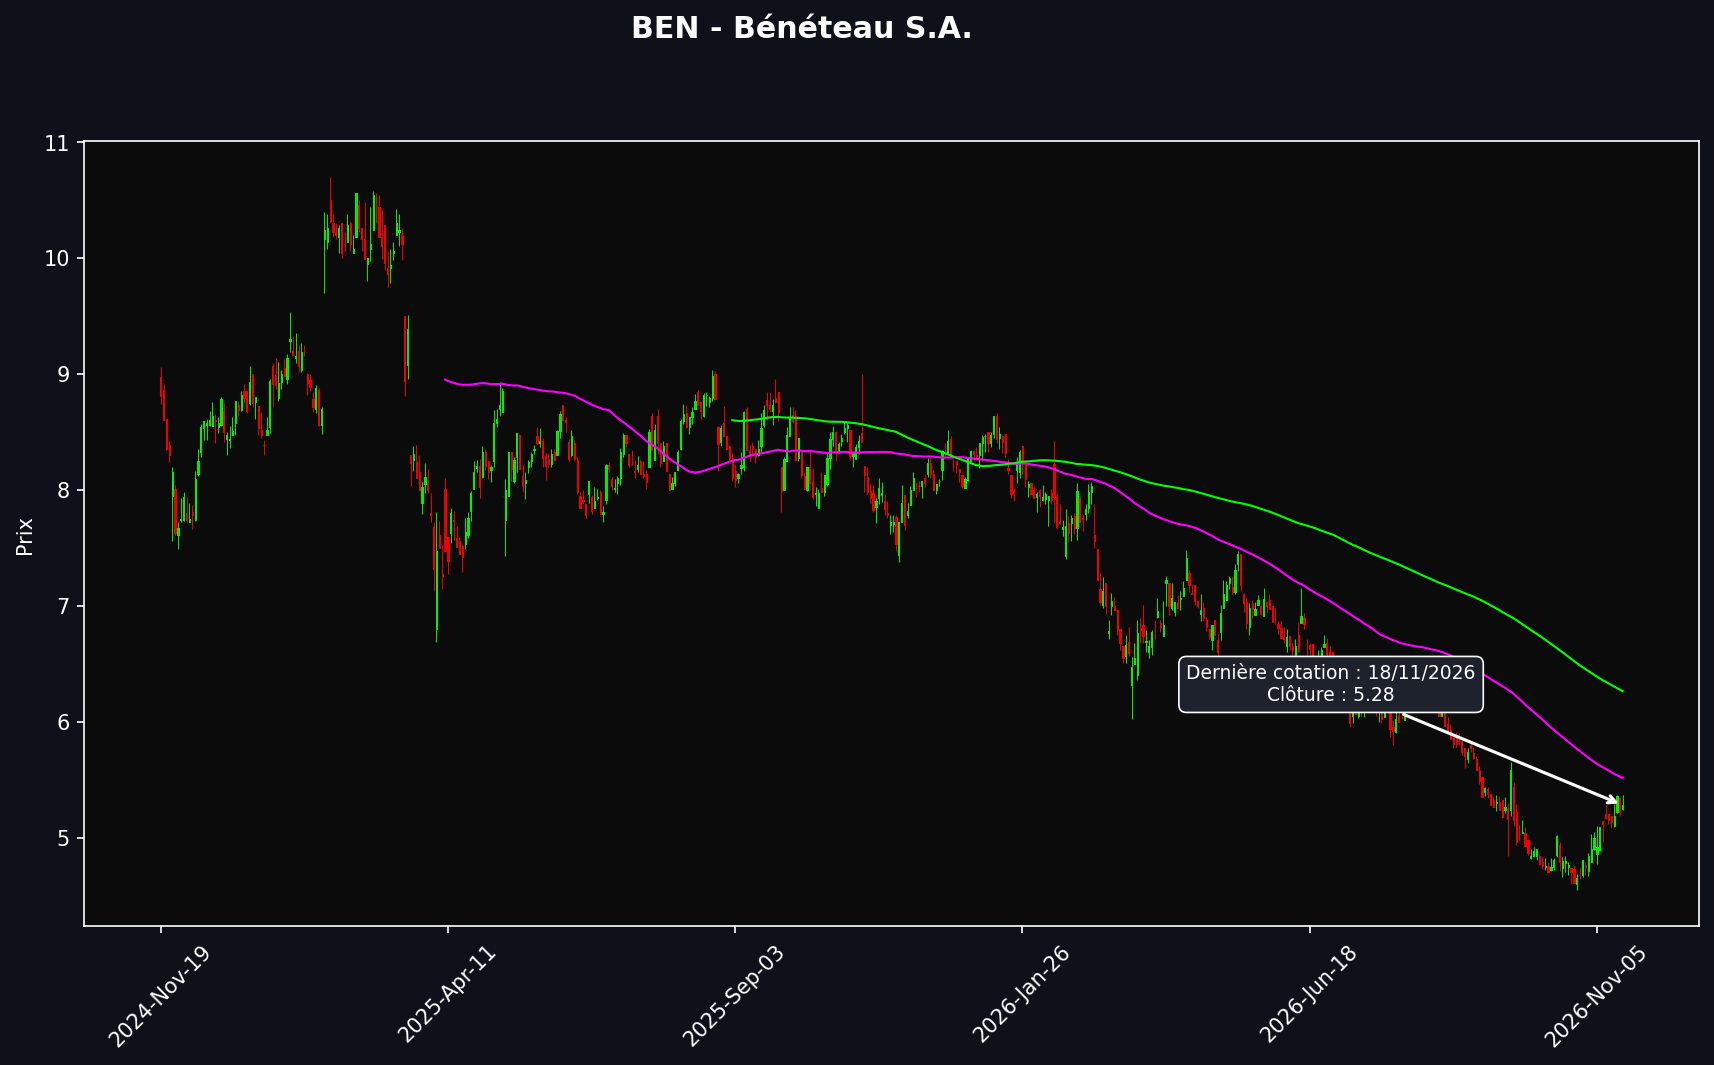 BEN - Bénéteau S.A.
11
10
9
8
7
6
5
Prix
Dernière cotation : 18/11/2026
Clôture : 5.28
2024-Nov-19
2025-Apr-11
2025-Sep-03
2026-Jan-26
2026-Jun-18
2026-Nov-05